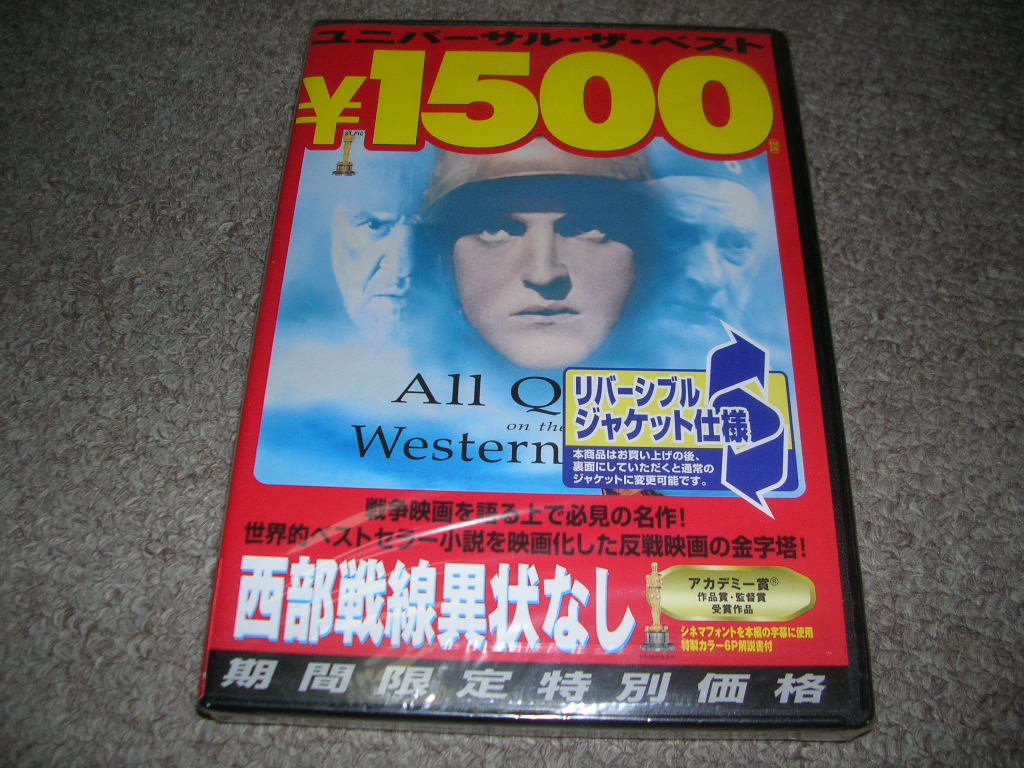 ユニバーサル・ザ・ベスト
¥1500
All Q
on the
Western
リバーシブル
ジャケット仕様
本商品はお買い上げの後、
裏面にしていただくと通常の
ジャケットに変更可能です。
戦争映画を語る上で必見の名作!
世界的ベストセラー小説を映画化した反戦映画の金字塔!
西部戦線異状なし
アカデミー賞®
作品賞・監督賞
受賞作品
シネマフォントを本編の字幕に使用
特製カラー6P解説書付
期間限定特別価格